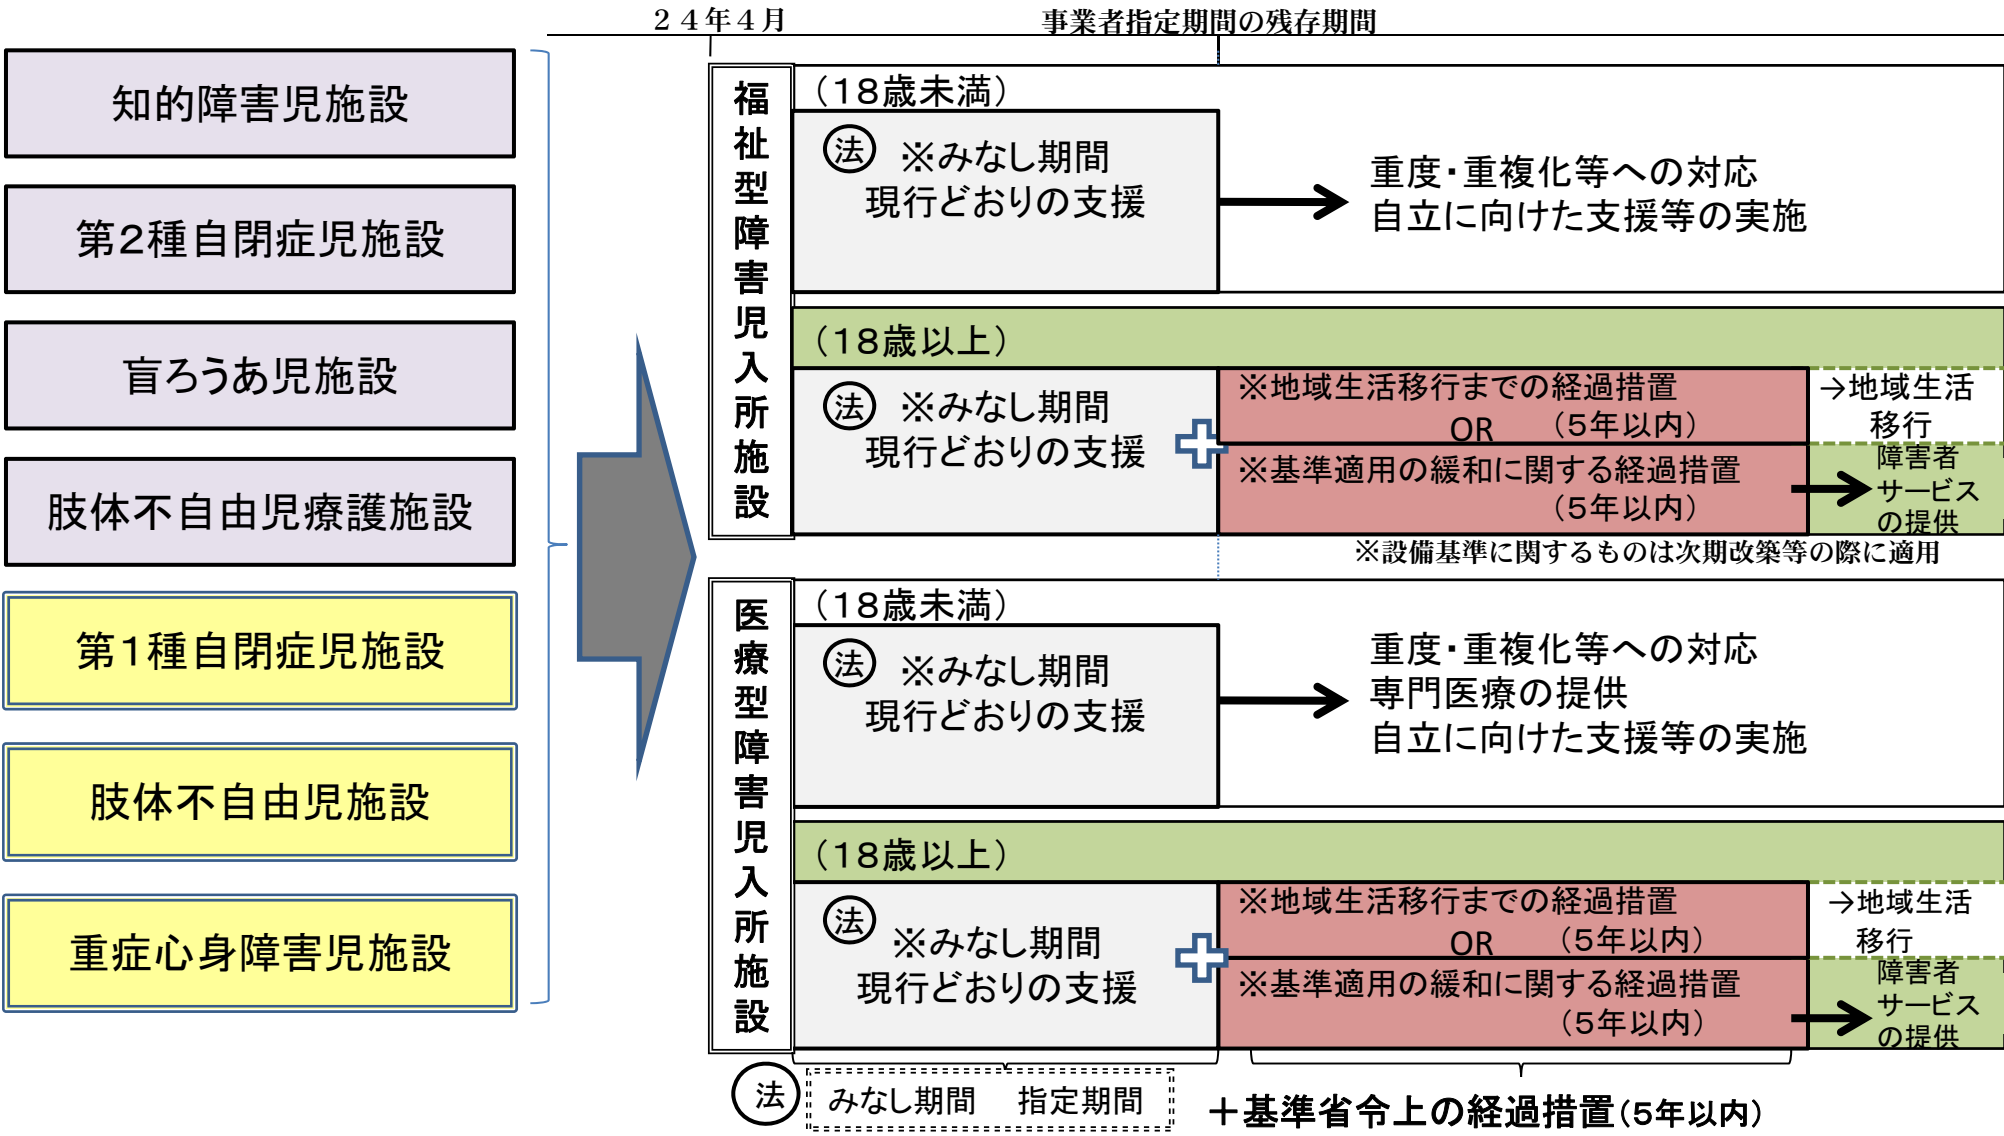 ２４年４月
事業者指定期間の残存期間
知的障害児施設
第２種自閉症児施設
盲ろうあ児施設
肢体不自由児療護施設
第１種自閉症児施設
肢体不自由児施設
重症心身障害児施設
福祉型障害児入所施設
（１８歳未満）
法 ※みなし期間
現行どおりの支援
重度・重複化等への対応
自立に向けた支援等の実施
（１８歳以上）
法 ※みなし期間
現行どおりの支援
※地域生活移行までの経過措置
OR （５年以内）
※基準適用の緩和に関する経過措置
（５年以内）
→地域生活
移行
障害者
サービス
の提供
※設備基準に関するものは次期改築等の際に適用
医療型障害児入所施設
（１８歳未満）
法 ※みなし期間
現行どおりの支援
重度・重複化等への対応
専門医療の提供
自立に向けた支援等の実施
（１８歳以上）
法 ※みなし期間
現行どおりの支援
※地域生活移行までの経過措置
OR （５年以内）
※基準適用の緩和に関する経過措置
（５年以内）
→地域生活
移行
障害者
サービス
の提供
法 みなし期間 指定期間
＋基準省令上の経過措置（５年以内）